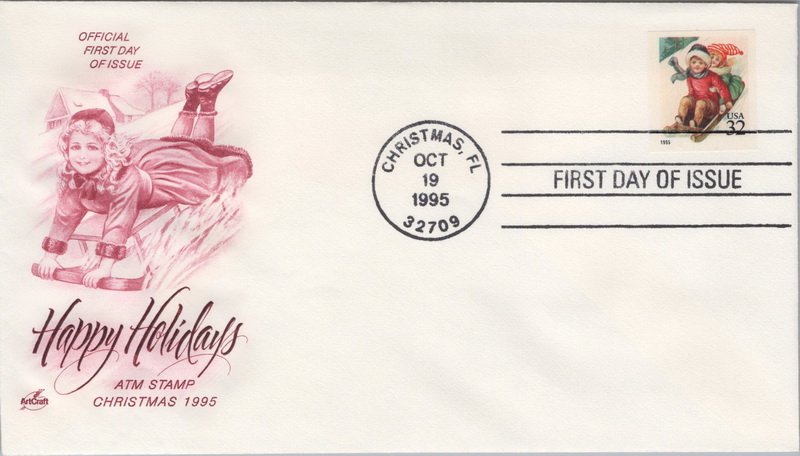 OFFICIAL
FIRST DAY
OF ISSUE
Happy Holidays
ATM STAMP
CHRISTMAS 1995
ArtCraft
CHRISTMAS, FL
OCT
19
1995
32709
USA
32
1995
FIRST DAY OF ISSUE